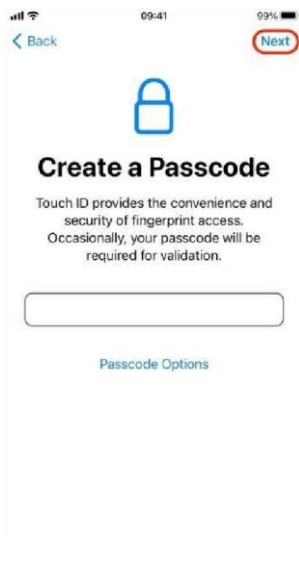 09:41
99%
Back
Next
Create a Passcode
Touch ID provides the convenience and
security of fingerprint access.
Occasionally, your passcode will be
required for validation.
Passcode Options